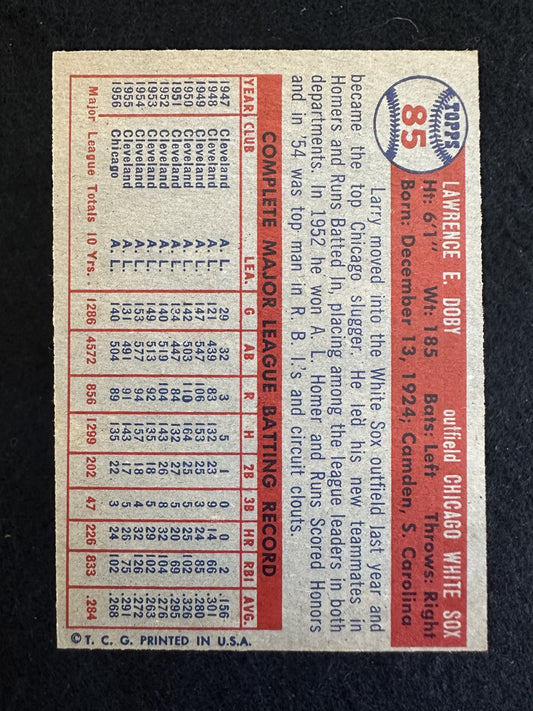 TOPPS
85
LAWRENCE E. DOBY
outfield CHICAGO WHITE SOX
Ht: 6'1" Wt: 185 Bats: Left Throws: Right
Born: December 13, 1924; Camden, S. Carolina
Larry moved into the White Sox outfield last year and
became the top Chicago slugger. He led his new teammates in
Homers and Runs Batted In, placing among the league leaders in both
departments. In 1952 he won A. L. Homer and Runs Scored Honors
and in '54 was top man in R. B. I.'s and circuit clouts.
COMPLETE MAJOR LEAGUE BATTING RECORD
YEAR CLUB LEA. G AB R H 2B 3B HR RBI AVG.
1947 Cleveland A. L. 29 32 3 5 1 0 0 2 .156
1948 Cleveland A. L. 121 439 83 132 23 9 14 66 .301
1949 Cleveland A. L. 147 547 106 153 25 3 24 85 .280
1950 Cleveland A. L. 142 503 110 164 25 5 25 102 .326
1951 Cleveland A. L. 134 447 84 132 27 5 20 69 .295
1952 Cleveland A. L. 140 519 104 143 26 8 32 104 .276
1953 Cleveland A. L. 149 513 92 135 18 5 29 102 .263
1954 Cleveland A. L. 153 577 94 157 18 4 32 126 .272
1955 Cleveland A. L. 131 491 91 143 17 5 26 75 .291
1956 Chicago A. L. 140 504 89 135 22 3 24 102 .268
Major League Totals 10 Yrs.. 1286 4572 856 1299 202 47 226 833 .284
© T. C. G. PRINTED IN U.S.A.